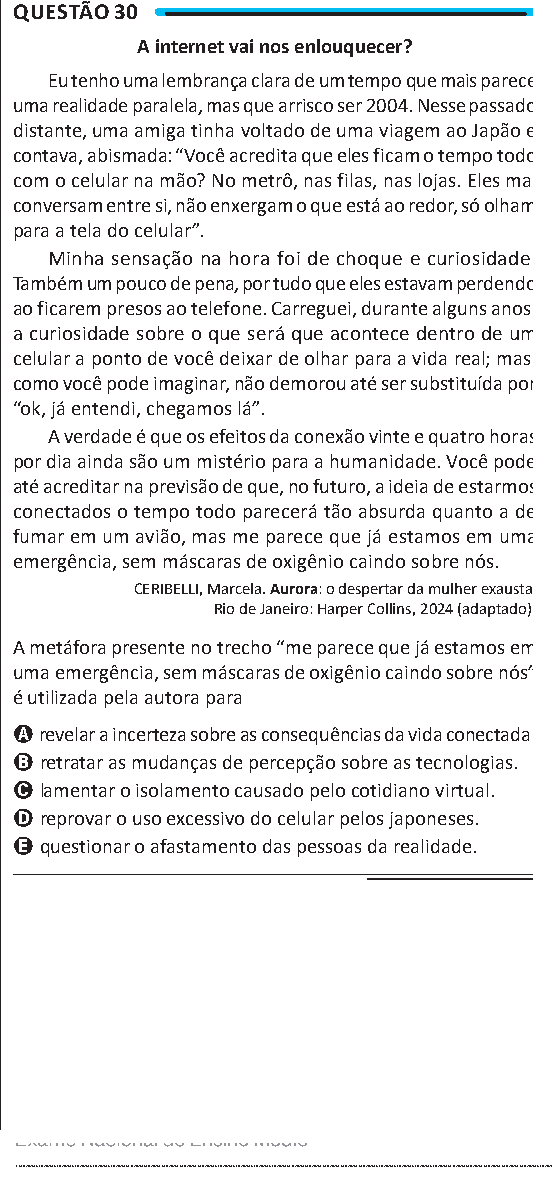 QUESTÃO 30
A internet vai nos enlouquecer?
Eu tenho uma lembrança clara de um tempo que mais parece
uma realidade paralela, mas que arrisco ser 2004. Nesse passado
distante, uma amiga tinha voltado de uma viagem ao Japão e
contava, abismada: “Você acredita que eles ficam o tempo todo
com o celular na mão? No metrô, nas filas, nas lojas. Eles ma
conversam entre si, não enxergam o que está ao redor, só olham
para a tela do celular”.
Minha sensação na hora foi de choque e curiosidade
Também um pouco de pena, por tudo que eles estavam perdendo
ao ficarem presos ao telefone. Carreguei, durante alguns anos
a curiosidade sobre o que será que acontece dentro de um
celular a ponto de você deixar de olhar para a vida real; mas
como você pode imaginar, não demorou até ser substituída por
“ok, já entendi, chegamos lá”.
A verdade é que os efeitos da conexão vinte e quatro horas
por dia ainda são um mistério para a humanidade. Você pode
até acreditar na previsão de que, no futuro, a ideia de estarmos
conectados o tempo todo parecerá tão absurda quanto a de
fumar em um avião, mas me parece que já estamos em uma
emergência, sem máscaras de oxigênio caindo sobre nós.
CERIBELLI, Marcela. Aurora: o despertar da mulher exausta
Rio de Janeiro: Harper Collins, 2024 (adaptado)
A metáfora presente no trecho “me parece que já estamos em
uma emergência, sem máscaras de oxigênio caindo sobre nós”
é utilizada pela autora para
A revelar a incerteza sobre as consequências da vida conectada
B retratar as mudanças de percepção sobre as tecnologias.
C lamentar o isolamento causado pelo cotidiano virtual.
D reprovar o uso excessivo do celular pelos japoneses.
E questionar o afastamento das pessoas da realidade.
Exame Nacional do Ensino Médio